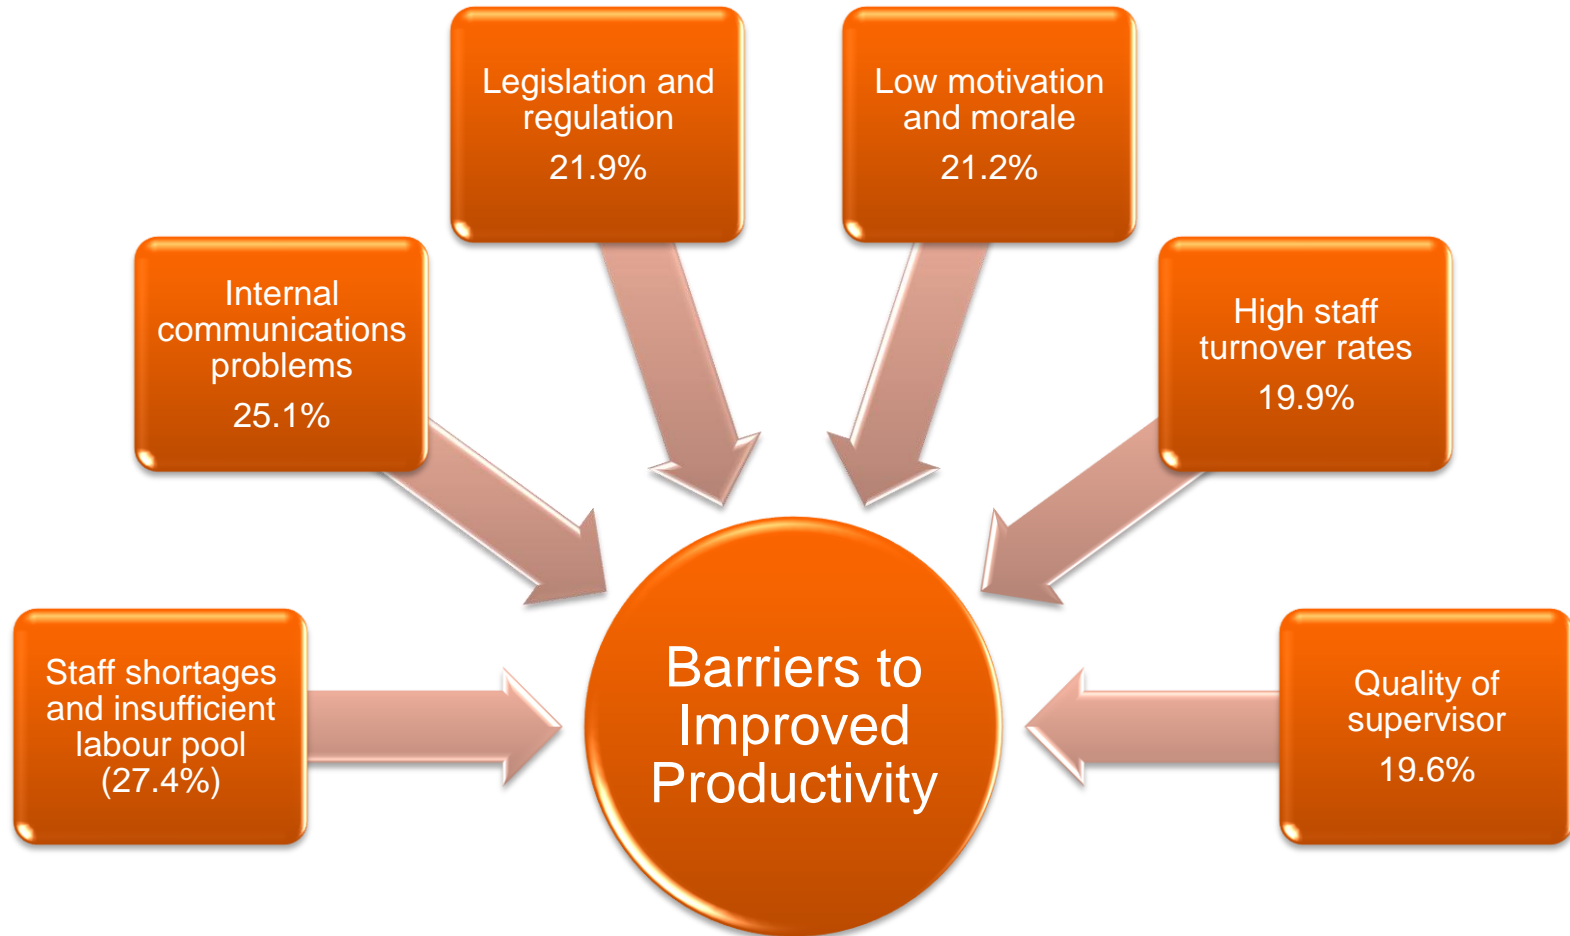 Legislation and
regulation
21.9%
Low motivation
and morale
21.2%
Internal
communications
problems
25.1%
High staff
turnover rates
19.9%
Staff shortages
and insufficient
labour pool
(27.4%)
Barriers to
Improved
Productivity
Quality of
supervisor
19.6%